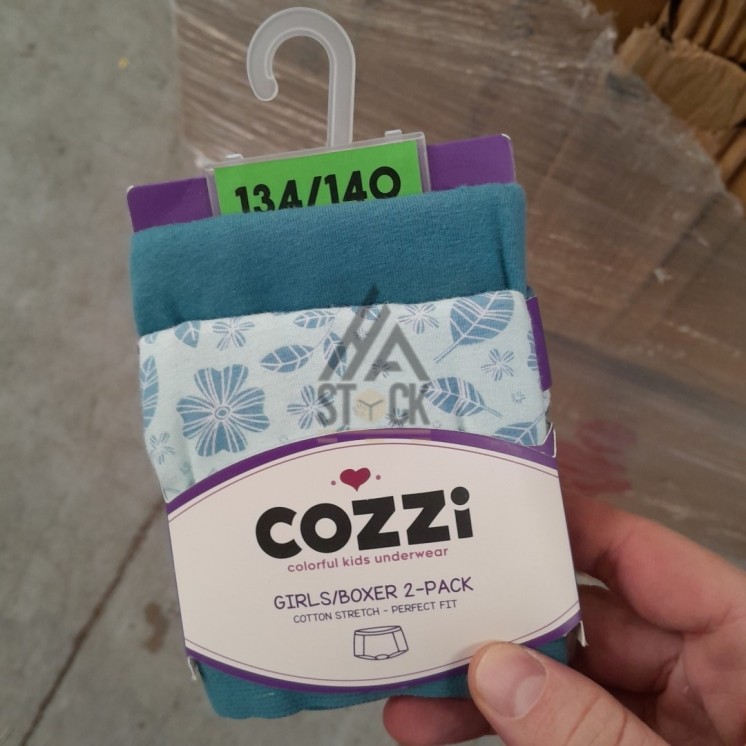 134/140
STOCK
COZZi
colorful kids underwear
GIRLS/BOXER 2-PACK
COTTON STRETCH - PERFECT FIT